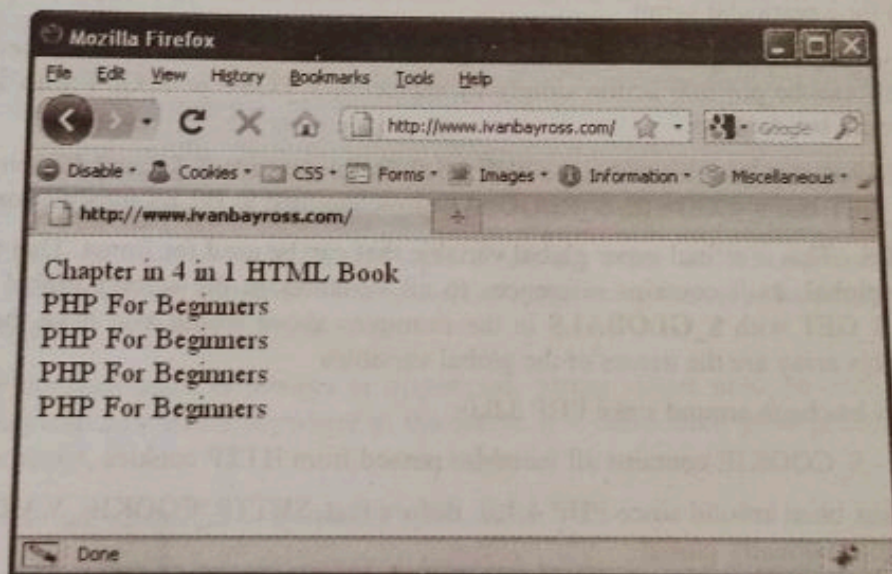 Mozilla Firefox
File Edit View History Bookmarks Tools Help
http://www.ivanbayross.com/ Google
Disable Cookies CSS Forms Images Information Miscellaneous
http://www.ivanbayross.com/
Chapter in 4 in 1 HTML Book
PHP For Beginners
PHP For Beginners
PHP For Beginners
PHP For Beginners
Done